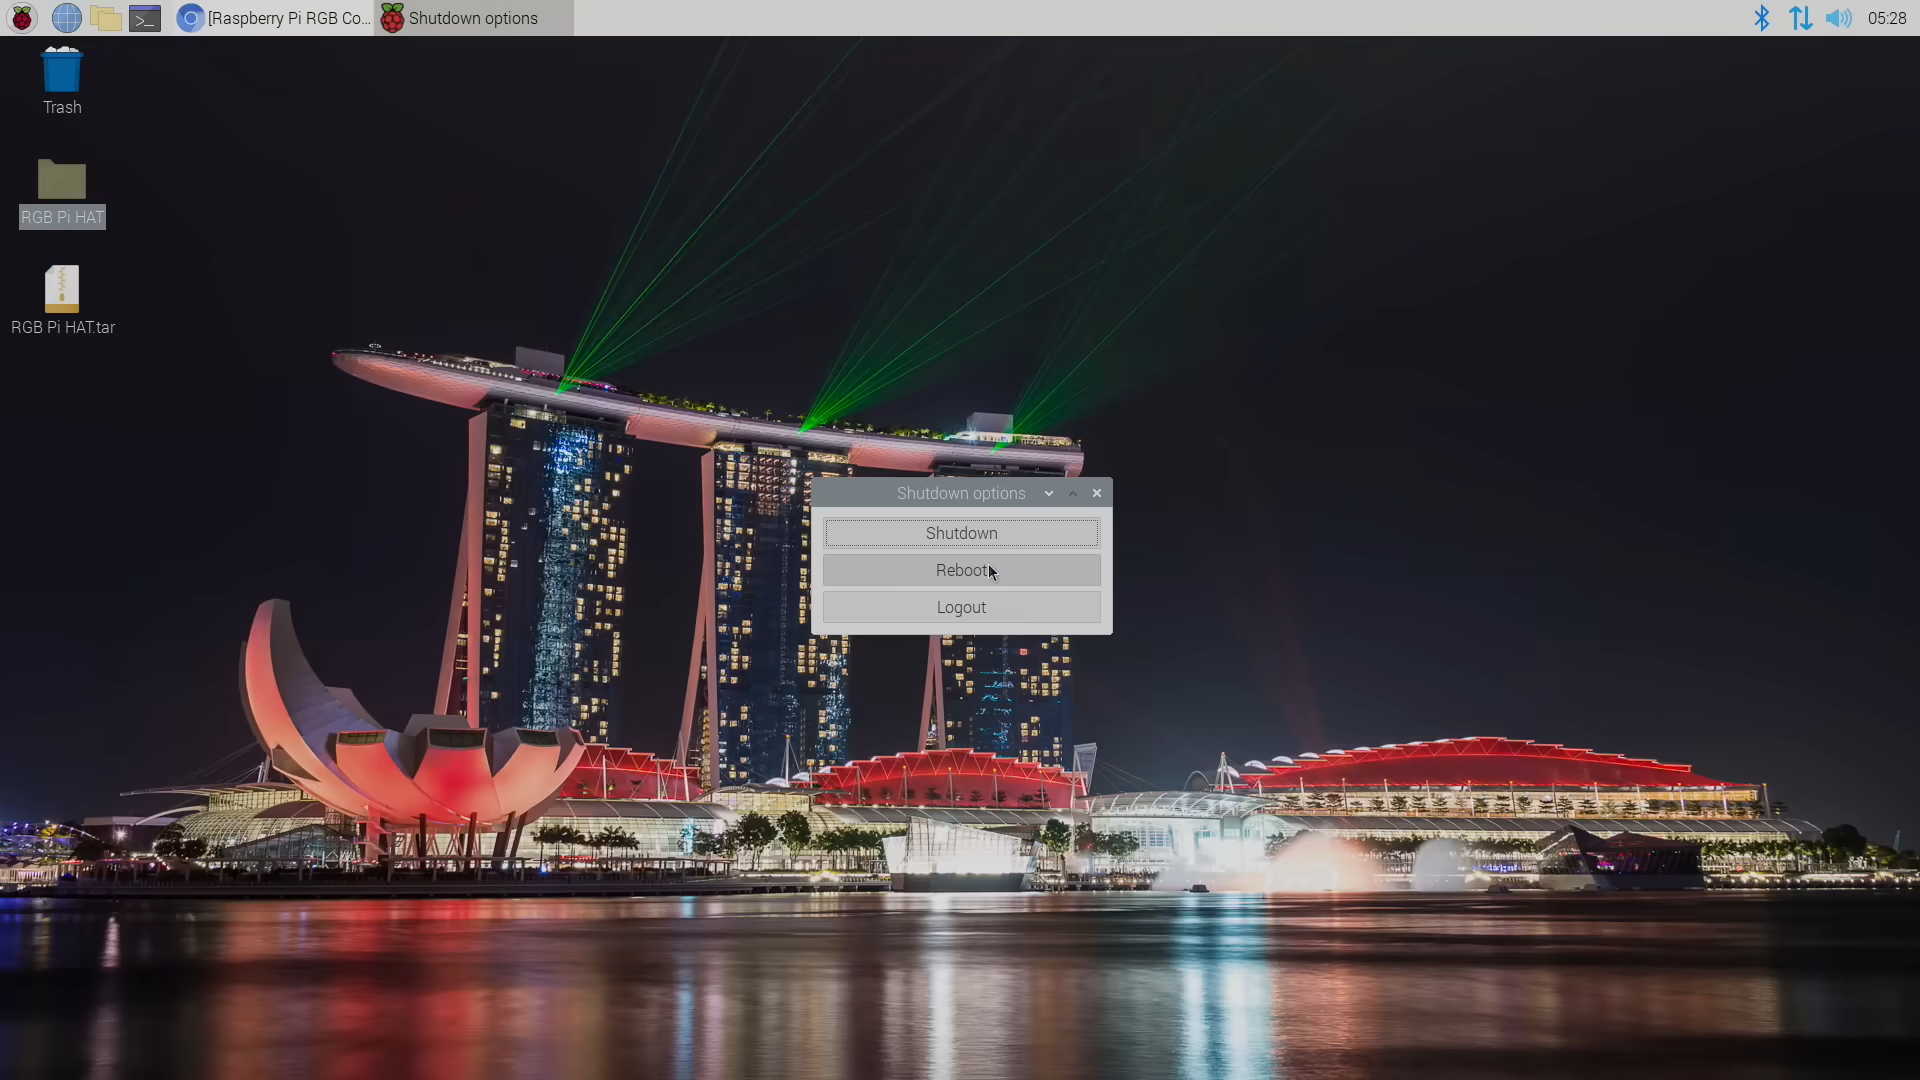 [Raspberry Pi RGB Co...
Shutdown options
05:28
Trash
RGB Pi HAT
RGB Pi HAT.tar
Shutdown options
Shutdown
Reboot
Logout